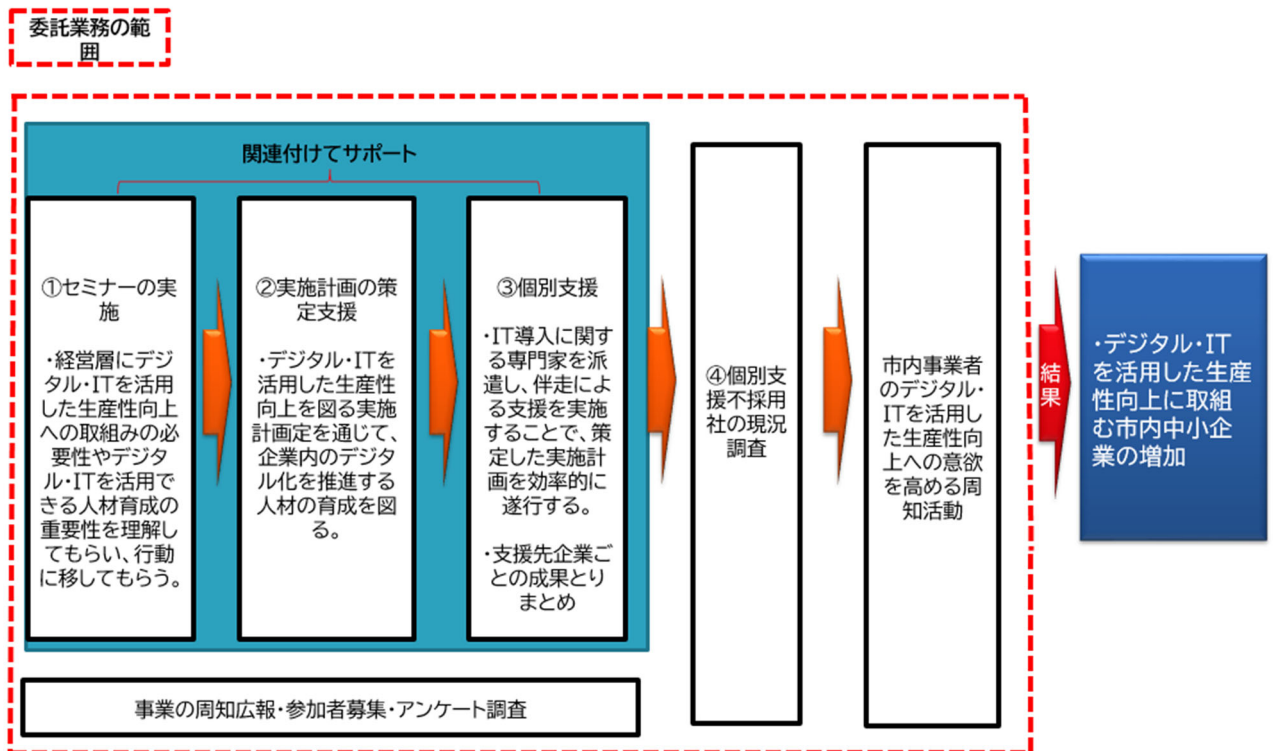 委託業務の範
囲
関連付けてサポート
①セミナーの実
施
・経営層にデジ
タル・ITを活用
した生産性向上
への取組みの必
要性やデジタ
ル・ITを活用で
きる人材育成の
重要性を理解し
てもらい、行動
に移してもらう。
②実施計画の策
定支援
・デジタル・ITを
活用した生産性
向上を図る実施
計画定を通じて、
企業内のデジタ
ル化を推進する
人材の育成を図
る。
③個別支援
・IT導入に関す
る専門家を派
遣し、伴走によ
る支援を実施
することで、策
定した実施計
画を効率的に
遂行する。
・支援先企業ご
との成果とり
まとめ
④個別支
援不採用
社の現況
調査
市内事業者
のデジタル・
ITを活用し
た生産性向
上への意欲
を高める周
知活動
結
果
・デジタル・IT
を活用した生産
性向上に取組
む市内中小企
業の増加
事業の周知広報・参加者募集・アンケート調査